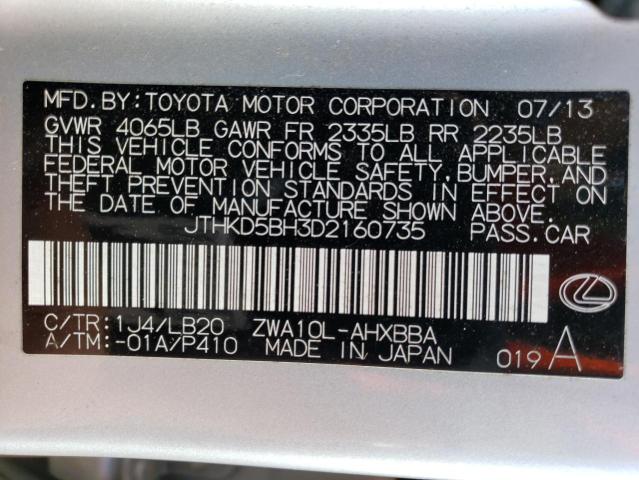 MFD. BY: TOYOTA MOTOR CORPORATION 07/13
GVWR 4065LB GAWR FR 2335LB RR 2235LB
THIS VEHICLE CONFORMS TO ALL APPLICABLE
FEDERAL MOTOR VEHICLE SAFETY, BUMPER, AND
THEFT PREVENTION STANDARDS IN EFFECT ON
THE DATE OF MANUFACTURE SHOWN ABOVE.
JTHKD5BH3D2160735 PASS. CAR
C/TR: 1J4/LB20 ZWA10L-AHXBBA
A/TM: -01A/P410 MADE IN JAPAN 019 A